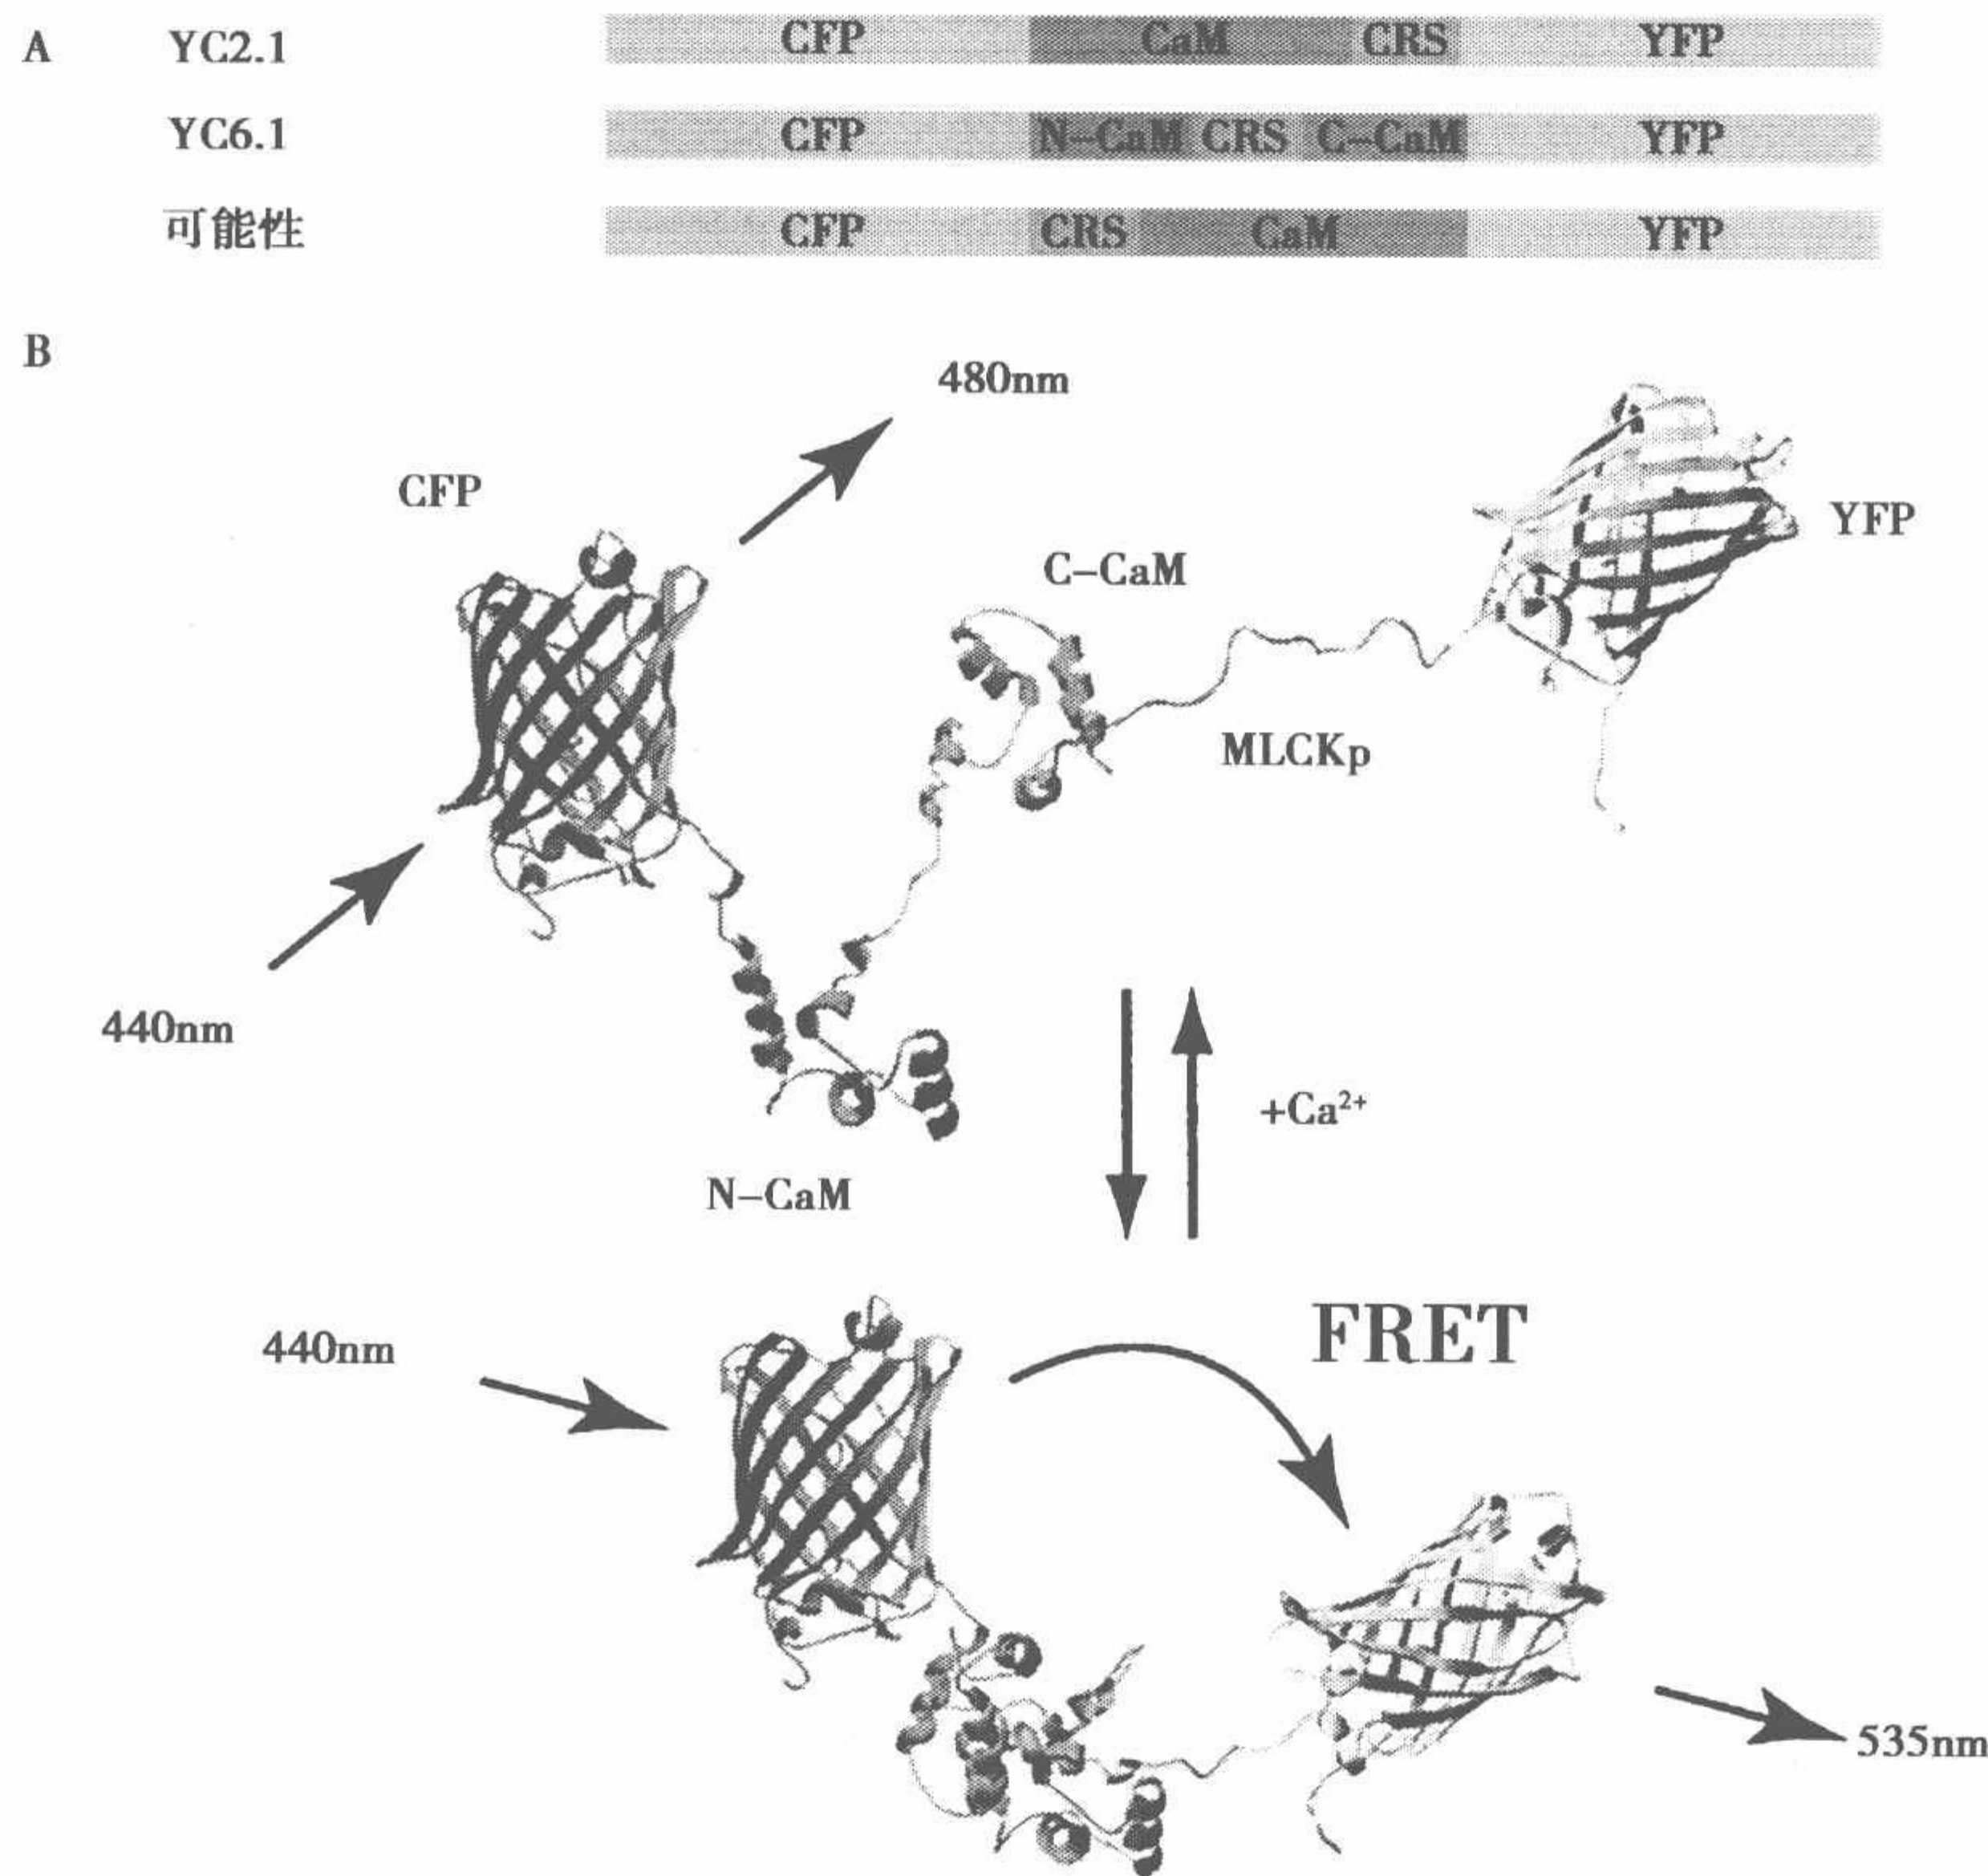 A YC2.1 CFP CaM CRS YFP
YC6.1 CFP N-CaM CRS C-CaM YFP
可能性 CFP CRS CaM YFP
B
480nm
CFP
YFP
C-CaM
MLCKp
440nm
+Ca²⁺
N-CaM
FRET
440nm
535nm